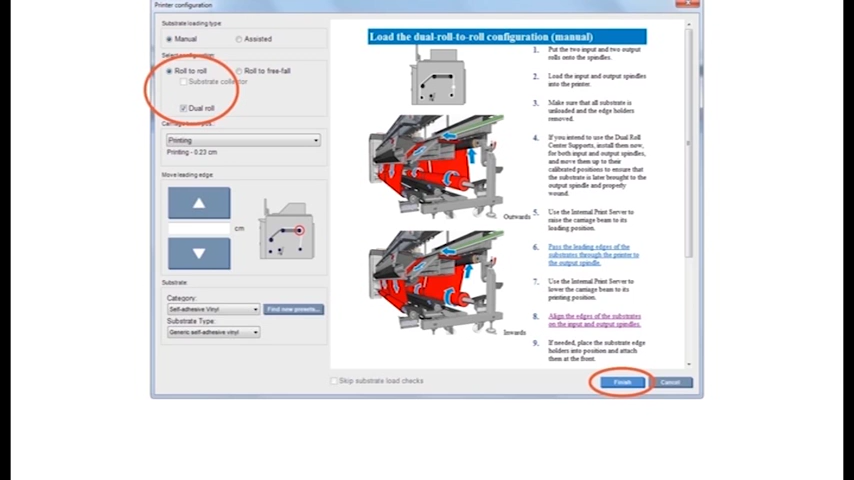 Printer configuration
Substrate loading type
Manual
Assisted
Select configuration
Roll to roll
Roll to free-fall
Substrate collector
Dual roll
Printing
Printing - 0.23 cm
Move leading edge
cm
Substrate
Category:
Self-adhesive Vinyl
Find new presets...
Substrate Type:
Generic self-adhesive vinyl
Load the dual-roll-to-roll configuration (manual)
Outwards
Inwards
1. Put the two input and two output
rolls onto the spindles.
2. Load the input and output spindles
into the printer.
3. Make sure that all substrate is
unloaded and the edge holders
removed.
4. If you intend to use the Dual Roll
Center Supports, install them now,
for both input and output spindles,
and move them up to their
calibrated positions to ensure that
the substrate is later brought to the
output spindle and properly
wound.
5. Use the Internal Print Server to
raise the carriage beam to its
loading position.
6. Pass the leading edges of the
substrates through the printer to
the output spindle.
7. Use the Internal Print Server to
lower the carriage beam to its
printing position.
8. Align the edges of the substrates
on the input and output spindles.
9. If needed, place the substrate edge
holders into position and attach
them at the front.
Skip substrate load checks
Finish
Cancel